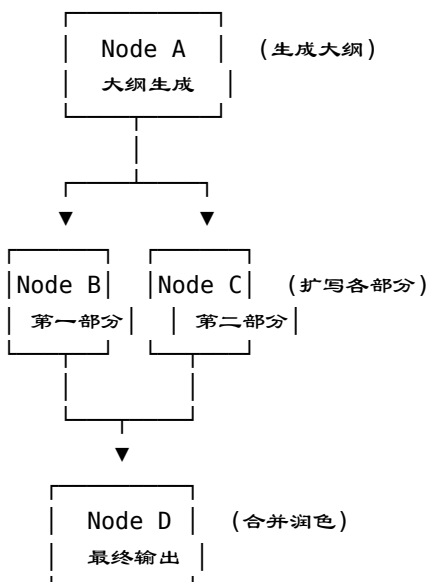 Node A (生成大纲)
大纲生成
Node B Node C (扩写各部分)
第一部分 第二部分
Node D (合并润色)
最终输出